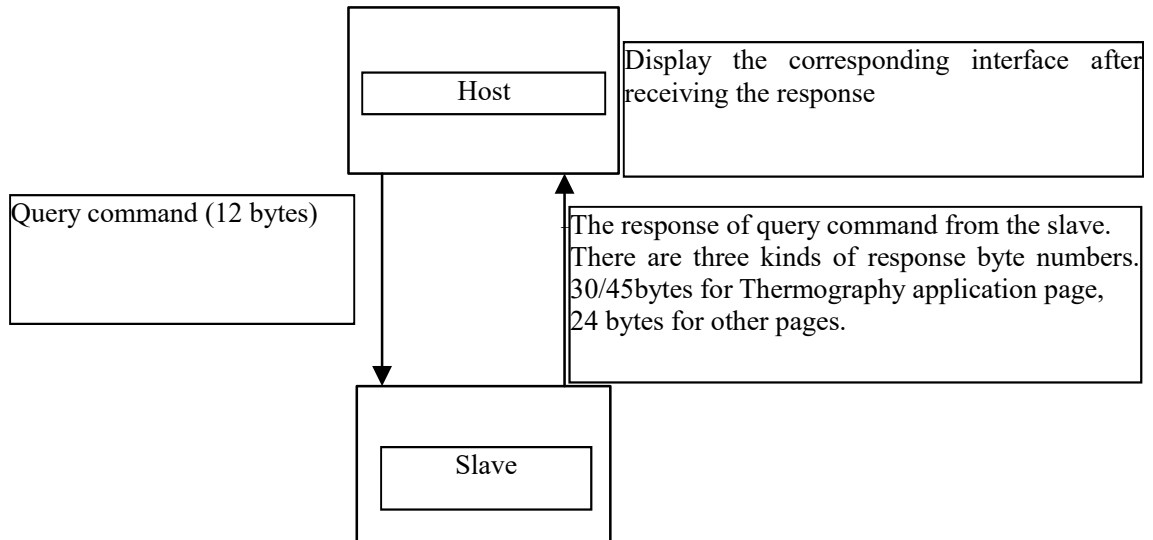 Host
Display the corresponding interface after
receiving the response
Query command (12 bytes)
The response of query command from the slave.
There are three kinds of response byte numbers.
30/45bytes for Thermography application page,
24 bytes for other pages.
Slave